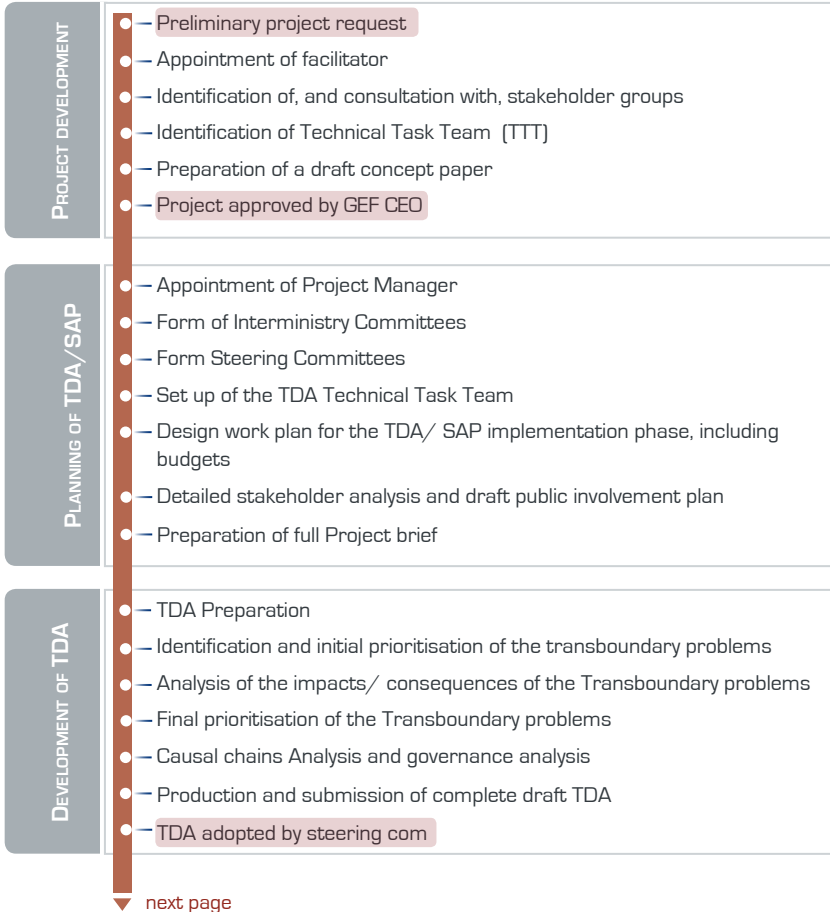 PROJECT DEVELOPMENT
Preliminary project request
Appointment of facilitator
Identification of, and consultation with, stakeholder groups
Identification of Technical Task Team (TTT)
Preparation of a draft concept paper
Project approved by GEF CEO
PLANNING OF TDA/SAP
Appointment of Project Manager
Form of Interministry Committees
Form Steering Committees
Set up of the TDA Technical Task Team
Design work plan for the TDA/ SAP implementation phase, including
budgets
Detailed stakeholder analysis and draft public involvement plan
Preparation of full Project brief
DEVELOPMENT OF TDA
TDA Preparation
Identification and initial prioritisation of the transboundary problems
Analysis of the impacts/ consequences of the Transboundary problems
Final prioritisation of the Transboundary problems
Causal chains Analysis and governance analysis
Production and submission of complete draft TDA
TDA adopted by steering com
next page